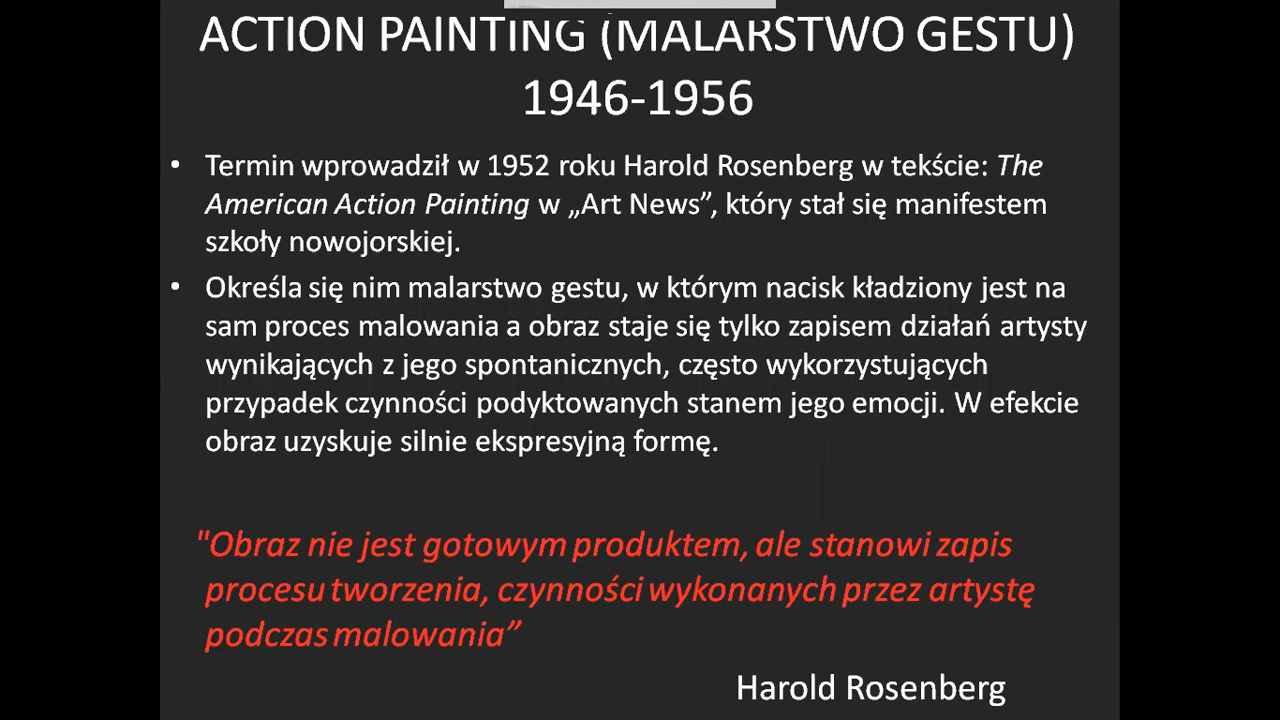 ACTION PAINTING (MALARSTWO GESTU)
1946-1956
• Termin wprowadził w 1952 roku Harold Rosenberg w tekście: The
American Action Painting w „Art News”, który stał się manifestem
szkoły nowojorskiej.
• Określa się nim malarstwo gestu, w którym nacisk kładziony jest na
sam proces malowania a obraz staje się tylko zapisem działań artysty
wynikających z jego spontanicznych, często wykorzystujących
przypadek czynności podyktowanych stanem jego emocji. W efekcie
obraz uzyskuje silnie ekspresyjną formę.
"Obraz nie jest gotowym produktem, ale stanowi zapis
procesu tworzenia, czynności wykonanych przez artystę
podczas malowania”
Harold Rosenberg